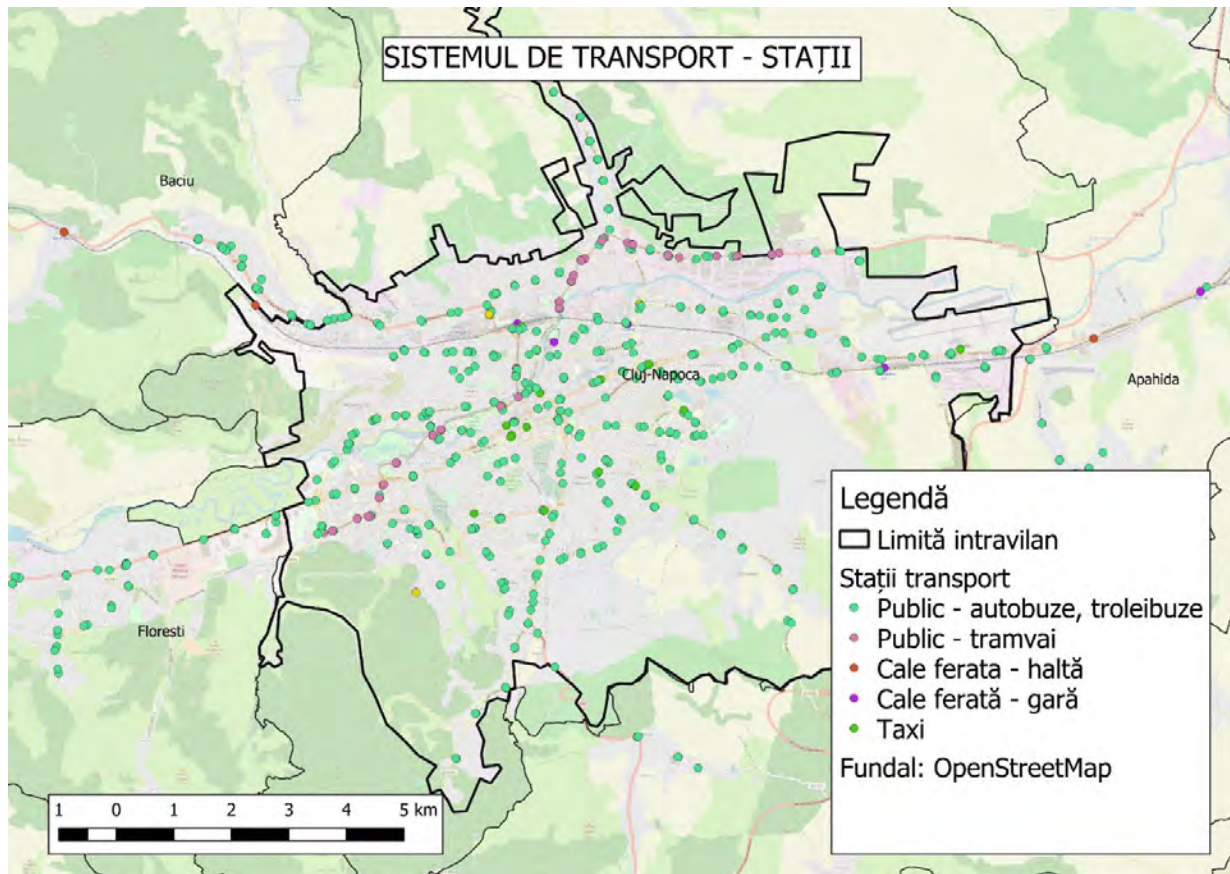 SISTEMUL DE TRANSPORT - STAȚII
Baciu
Cluj-Napoca
Apahida
Floresti
Legendă
Limită intravilan
Stații transport
Public - autobuze, troleibuze
Public - tramvai
Cale ferata - haltă
Cale ferată - gară
Taxi
Fundal: OpenStreetMap
1 0 1 2 3 4 5 km